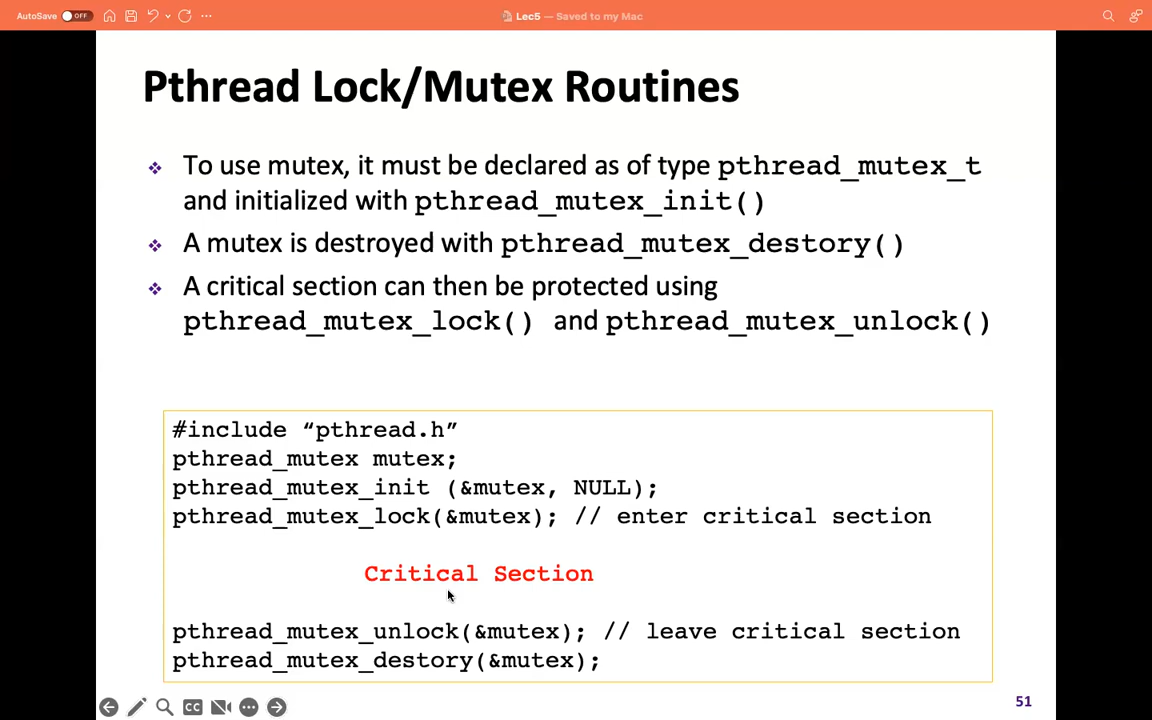 AutoSave OFF Lec5 — Saved to my Mac
Pthread Lock/Mutex Routines
❖ To use mutex, it must be declared as of type pthread_mutex_t
and initialized with pthread_mutex_init()
❖ A mutex is destroyed with pthread_mutex_destory()
❖ A critical section can then be protected using
pthread_mutex_lock() and pthread_mutex_unlock()
#include “pthread.h”
pthread_mutex mutex;
pthread_mutex_init (&mutex, NULL);
pthread_mutex_lock(&mutex); // enter critical section
Critical Section
pthread_mutex_unlock(&mutex); // leave critical section
pthread_mutex_destory(&mutex);
CC
51